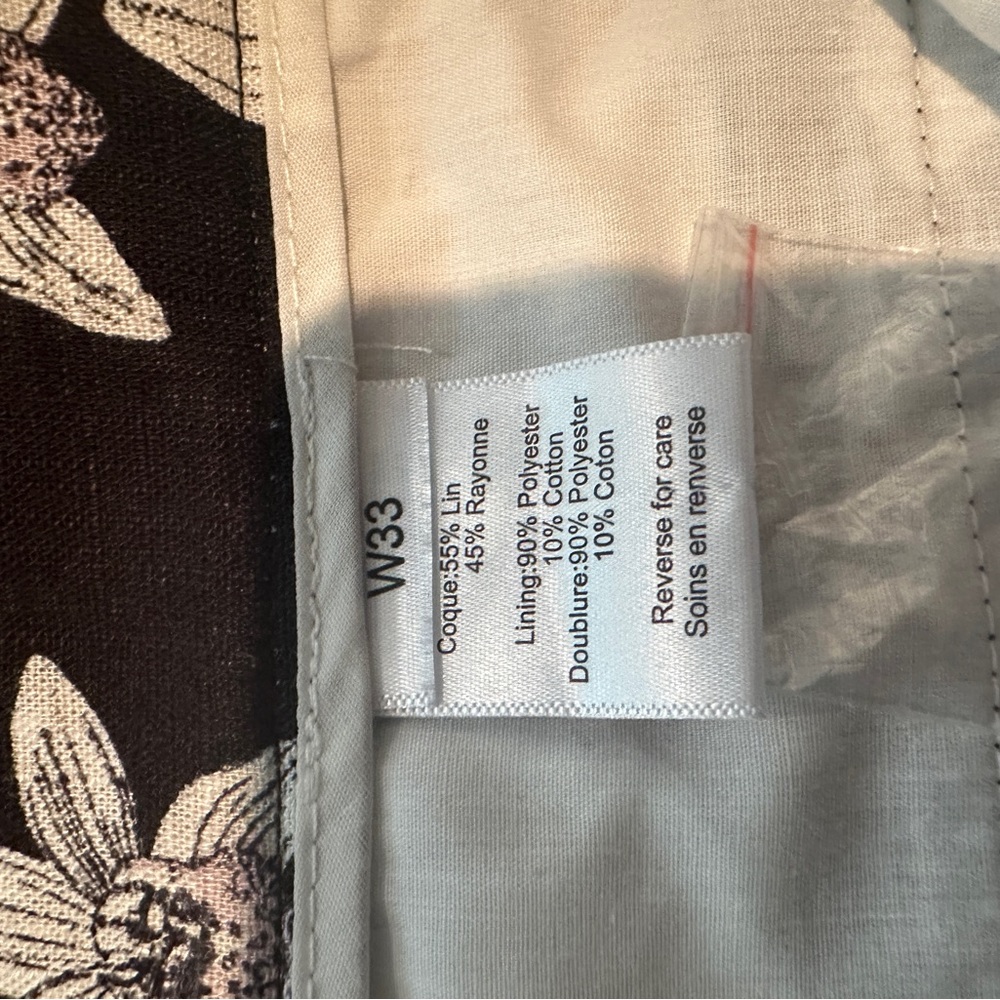 W33
Coque:55% Lin
45% Rayonne
Lining:90% Polyester
10% Cotton
Doublure:90% Polyester
10% Coton
Reverse for care
Soins en renverse